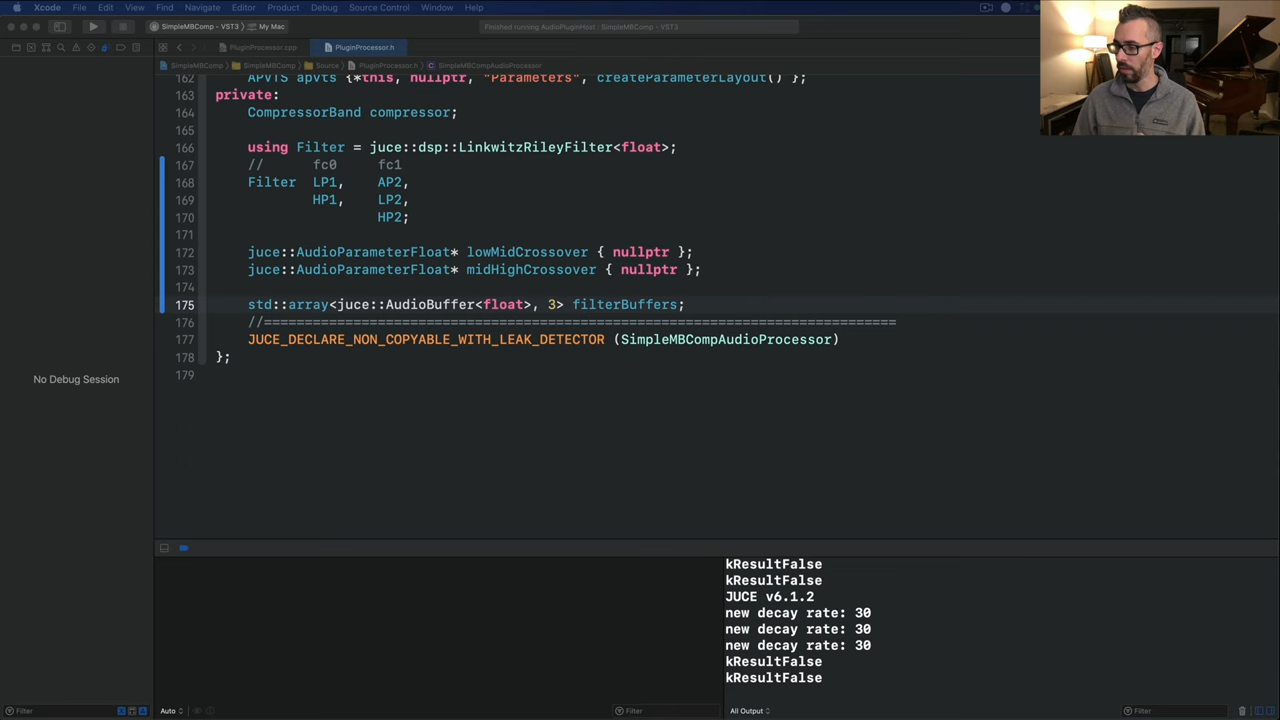 Xcode File Edit View Find Navigate Editor Product Debug Source Control Window Help
SimpleMBComp - VST3 〉 My Mac
Finished running AudioPluginHost : SimpleMBComp - VST3
PluginProcessor.cpp PluginProcessor.h
SimpleMBComp 〉 SimpleMBComp 〉 Source 〉 PluginProcessor.h 〉 C SimpleMBCompAudioProcessor
162 APVTS apvts {*this, nullptr, "Parameters", createParameterLayout() };
163 private:
164 CompressorBand compressor;
165
166 using Filter = juce::dsp::LinkwitzRileyFilter<float>;
167 // fc0 fc1
168 Filter LP1, AP2,
169 HP1, LP2,
170 HP2;
171
172 juce::AudioParameterFloat* lowMidCrossover { nullptr };
173 juce::AudioParameterFloat* midHighCrossover { nullptr };
174
175 std::array<juce::AudioBuffer<float>, 3> filterBuffers;
176 //==============================================================================
177 JUCE_DECLARE_NON_COPYABLE_WITH_LEAK_DETECTOR (SimpleMBCompAudioProcessor)
178 };
179
No Debug Session
kResultFalse
kResultFalse
JUCE v6.1.2
new decay rate: 30
new decay rate: 30
new decay rate: 30
kResultFalse
kResultFalse
Filter
Auto
Filter
All Output
Filter